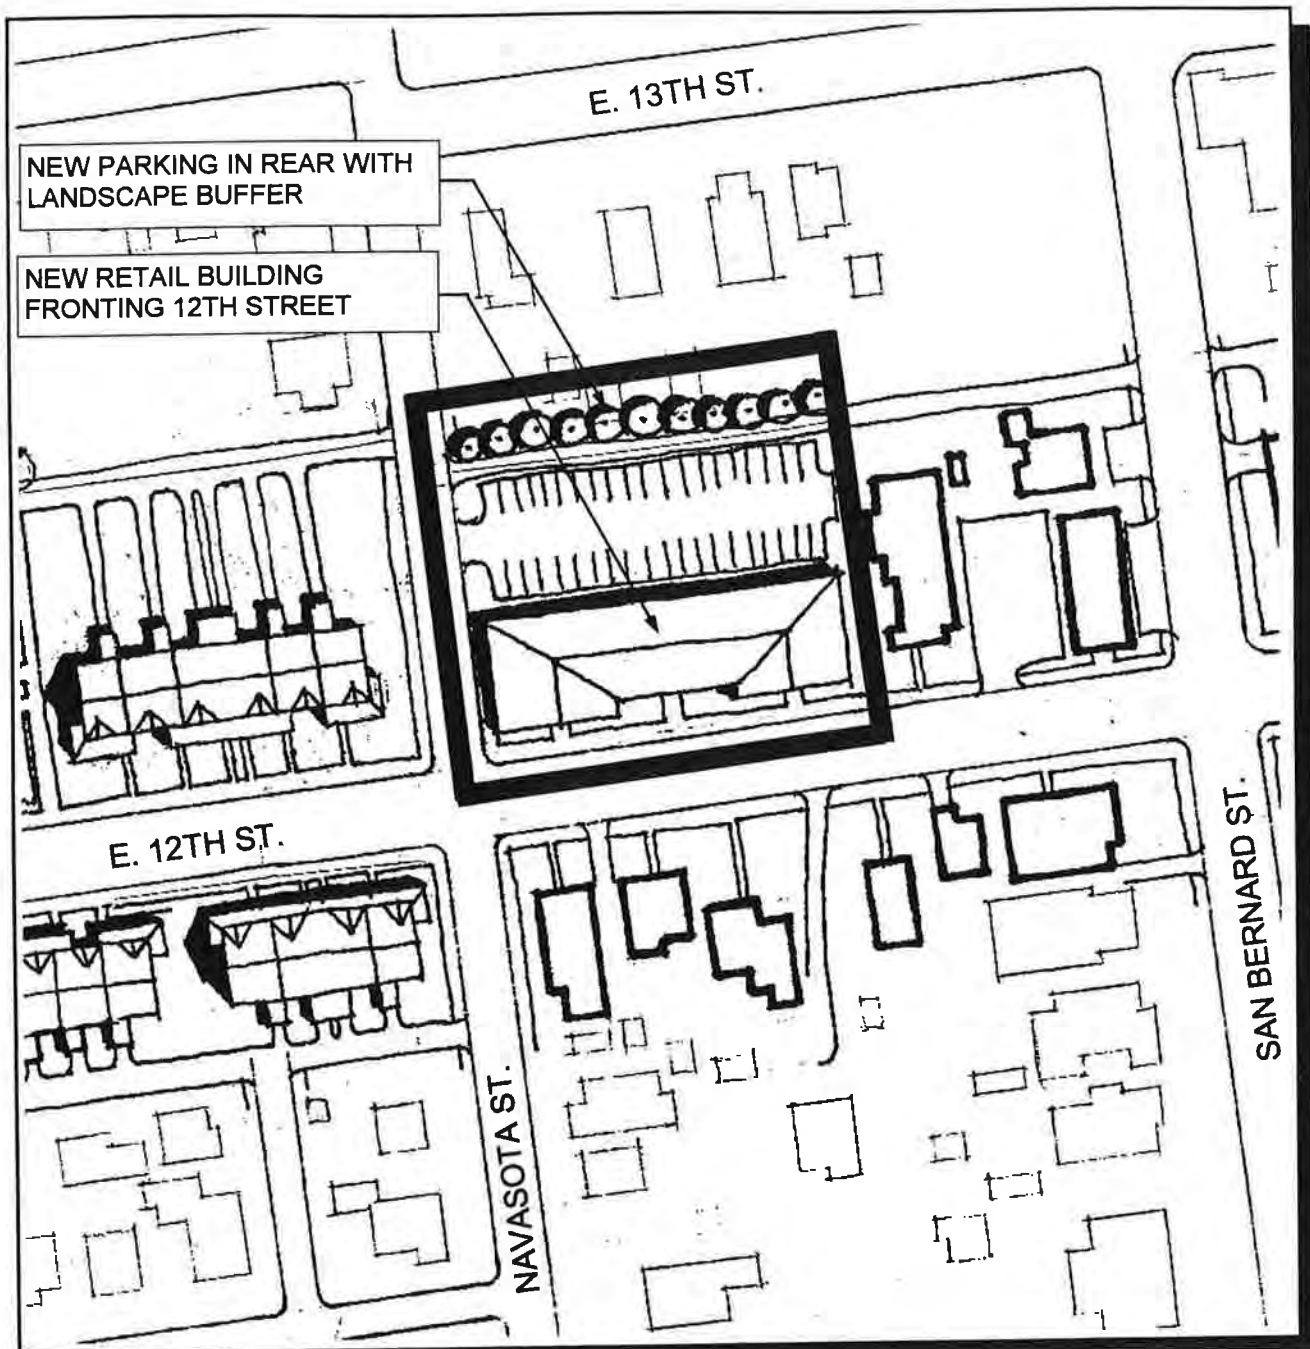 E. 13TH ST.
NEW PARKING IN REAR WITH
LANDSCAPE BUFFER
NEW RETAIL BUILDING
FRONTING 12TH STREET
E. 12TH ST.
NAVASOTA ST.
SAN BERNARD ST.